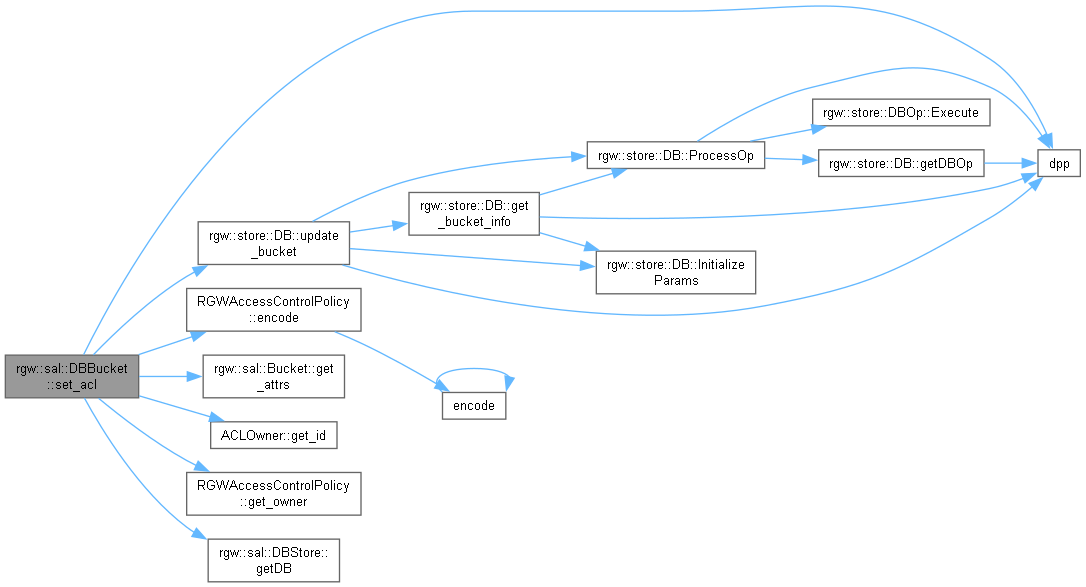 rgw::sal::DBBucket
::set_acl
rgw::store::DB::update
_bucket
RGWAccessControlPolicy
::encode
rgw::sal::Bucket::get
_attrs
ACLOwner::get_id
RGWAccessControlPolicy
::get_owner
rgw::sal::DBStore::
getDB
rgw::store::DB::get
_bucket_info
encode
rgw::store::DB::ProcessOp
rgw::store::DB::Initialize
Params
rgw::store::DBOp::Execute
rgw::store::DB::getDBOp
dpp